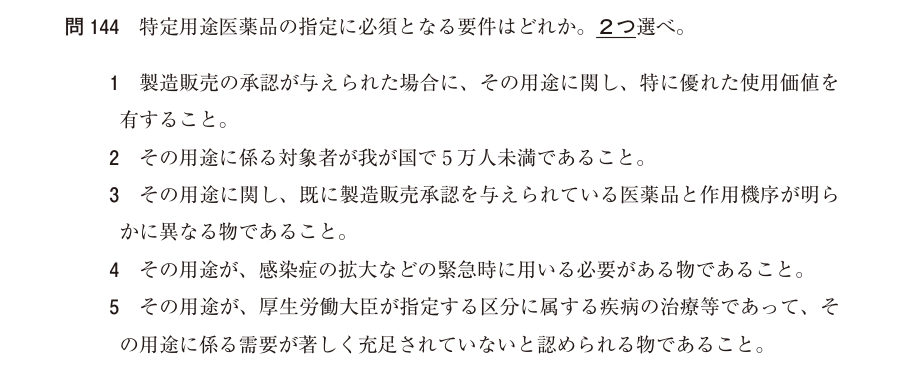 問 144 特定用途医薬品の指定に必須となる要件はどれか。2つ選べ。
1 製造販売の承認が与えられた場合に、その用途に関し、特に優れた使用価値を
有すること。
2 その用途に係る対象者が我が国で5万人未満であること。
3 その用途に関し、既に製造販売承認を与えられている医薬品と作用機序が明ら
かに異なる物であること。
4 その用途が、感染症の拡大などの緊急時に用いる必要がある物であること。
5 その用途が、厚生労働大臣が指定する区分に属する疾病の治療等であって、そ
の用途に係る需要が著しく充足されていないと認められる物であること。